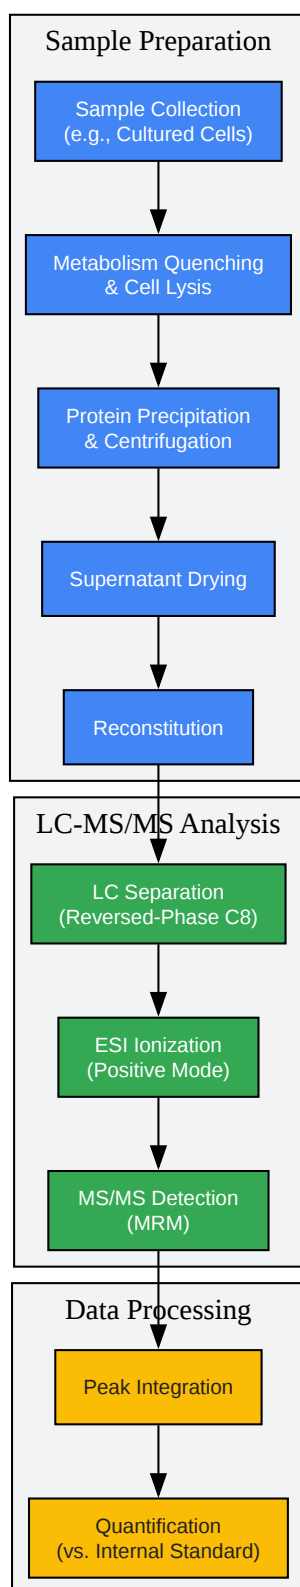 Sample Preparation
Sample Collection
(e.g., Cultured Cells)
Metabolism Quenching
& Cell Lysis
Protein Precipitation
& Centrifugation
Supernatant Drying
Reconstitution
LC-MS/MS Analysis
LC Separation
(Reversed-Phase C8)
ESI Ionization
(Positive Mode)
MS/MS Detection
(MRM)
Data Processing
Peak Integration
Quantification
(vs. Internal Standard)